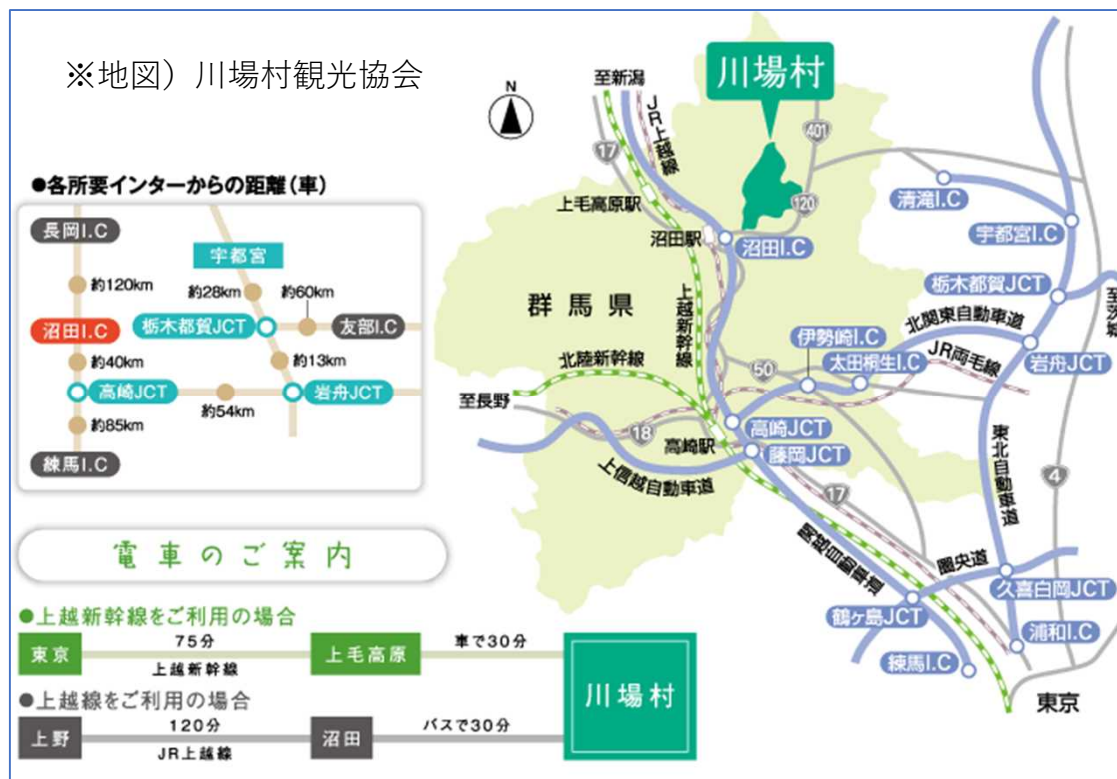 ※地図）川場村観光協会
N
●各所要インターからの距離（車）
長岡I.C
約120km
沼田I.C
約40km
高崎JCT
約85km
練馬I.C
宇都宮
約28km
約60km
栃木都賀JCT
友部I.C
約13km
約54km
岩舟JCT
川場村
至新潟
JR上越線
17
401
120
上毛高原駅
沼田駅
沼田I.C
清滝I.C
宇都宮I.C
栃木都賀JCT
至茨城
群馬県
上越新幹線
北陸新幹線
至長野
伊勢崎I.C
太田桐生I.C
北関東自動車道
JR両毛線
岩舟JCT
50
18
高崎駅
高崎JCT
藤岡JCT
上信越自動車道
17
東北自動車道
4
関越自動車道
圏央道
久喜白岡JCT
鶴ヶ島JCT
浦和I.C
練馬I.C
東京
電車のご案内
●上越新幹線をご利用の場合
東京 75分 上毛高原 車で30分
上越新幹線
●上越線をご利用の場合
上野 120分 沼田 バスで30分
JR上越線
川場村